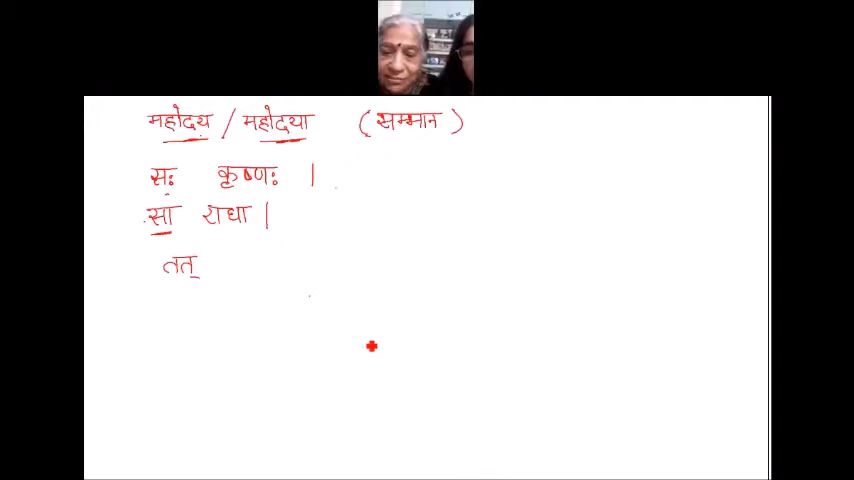 महोदय / महोदया (सम्मान)
सः कृष्णः ।
सा राधा ।
तत्